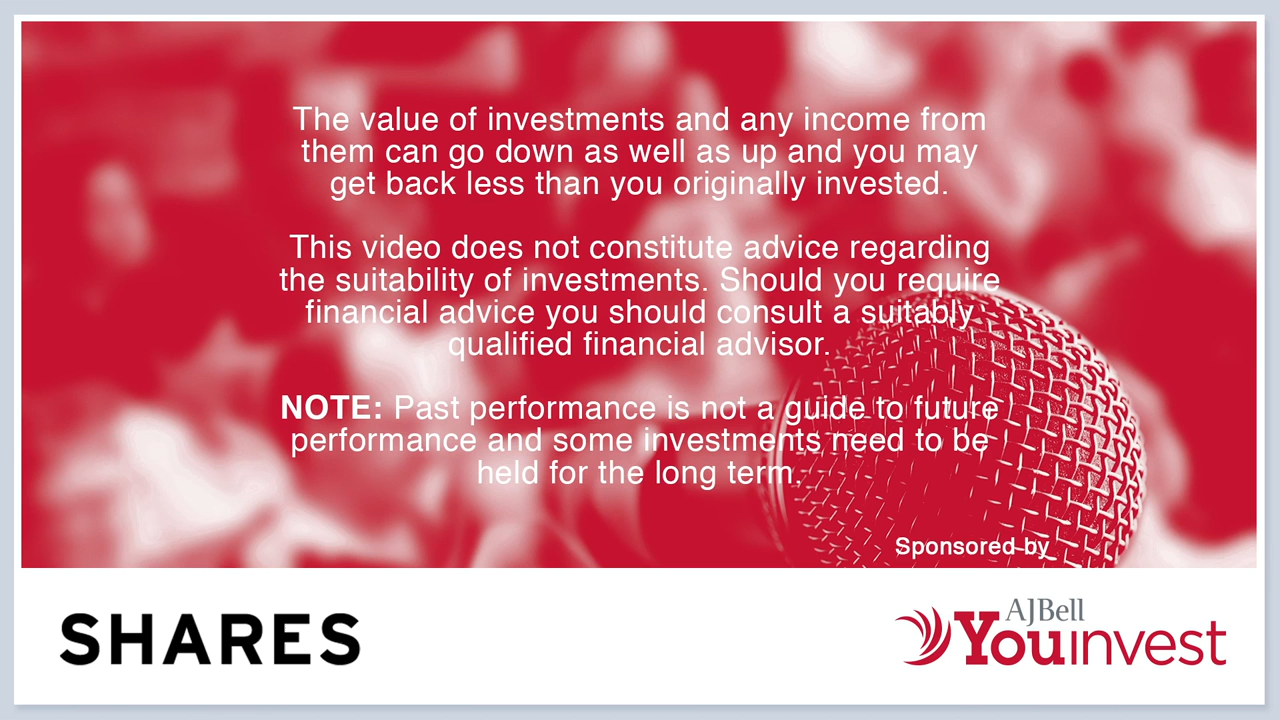 The value of investments and any income from
them can go down as well as up and you may
get back less than you originally invested.
This video does not constitute advice regarding
the suitability of investments. Should you require
financial advice you should consult a suitably
qualified financial advisor.
NOTE: Past performance is not a guide to future
performance and some investments need to be
held for the long term.
Sponsored by
SHARES
AJBell
Youinvest